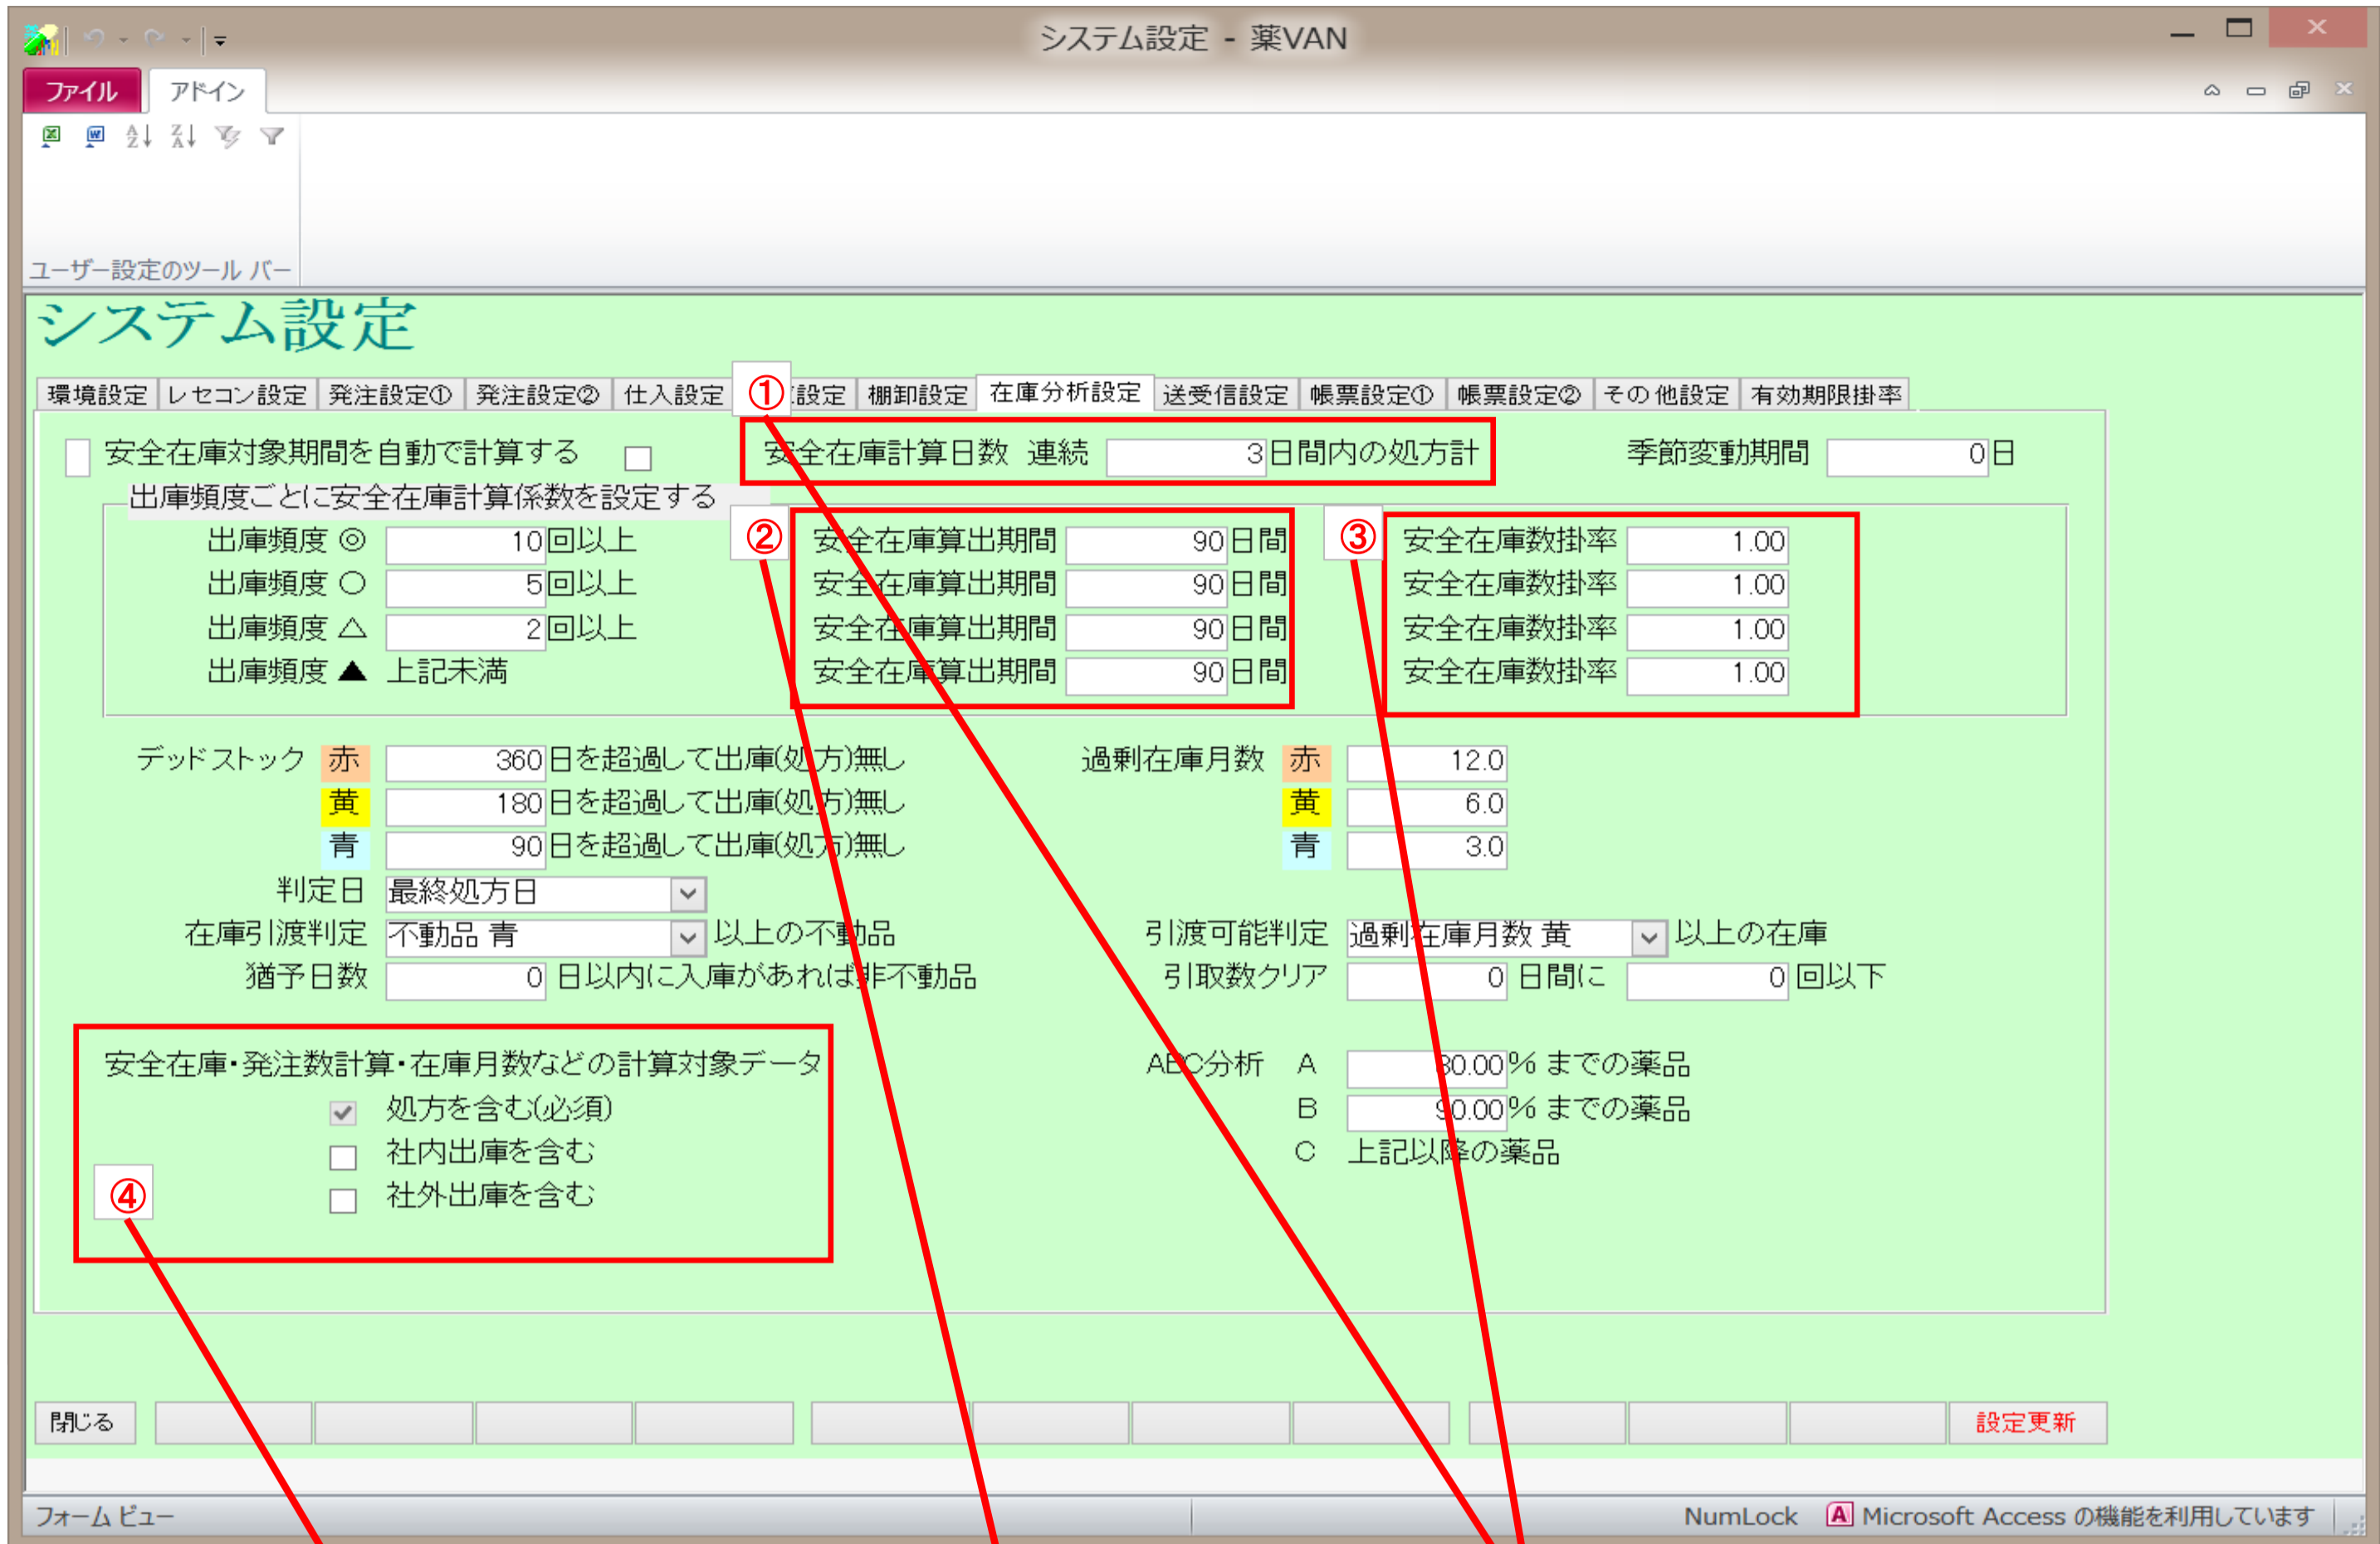 システム設定 - 薬VAN
ファイル アドイン
ユーザー設定のツール バー
システム設定
環境設定 レセコン設定 発注設定① 発注設定② 仕入設定 ① 設定 棚卸設定 在庫分析設定 送受信設定 帳票設定① 帳票設定② その他設定 有効期限掛率
安全在庫対象期間を自動で計算する 安全在庫計算日数 連続 3日間内の処方計 季節変動期間 0日
出庫頻度ごとに安全在庫計算係数を設定する
出庫頻度 ◎ 10回以上 ② 安全在庫算出期間 90日間 ③ 安全在庫数掛率 1.00
出庫頻度 ○ 5回以上 安全在庫算出期間 90日間 安全在庫数掛率 1.00
出庫頻度 △ 2回以上 安全在庫算出期間 90日間 安全在庫数掛率 1.00
出庫頻度 ▲ 上記未満 安全在庫算出期間 90日間 安全在庫数掛率 1.00
デッドストック 赤 360日を超過して出庫(処方)無し 過剰在庫月数 赤 12.0
黄 180日を超過して出庫(処方)無し 黄 6.0
青 90日を超過して出庫(処方)無し 青 3.0
判定日 最終処方日
在庫引渡判定 不動品 青 以上の不動品 引渡可能判定 過剰在庫月数 黄 以上の在庫
猶予日数 0 日以内に入庫があれば非不動品 引取数クリア 0 日間に 0 回以下
安全在庫・発注数計算・在庫月数などの計算対象データ ABC分析 A 80.00% までの薬品
処方を含む(必須) B 90.00% までの薬品
社内出庫を含む C 上記以降の薬品
④ 社外出庫を含む
閉じる 設定更新
フォーム ビュー NumLock Microsoft Access の機能を利用しています